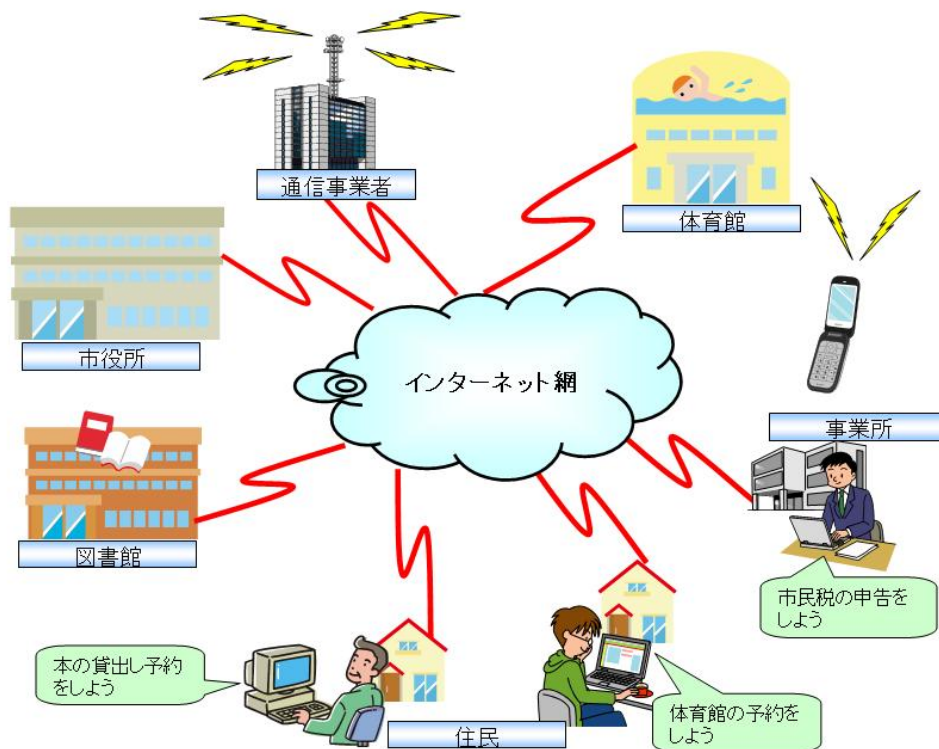 通信事業者
体育館
市役所
インターネット網
事業所
図書館
市民税の申告を
しよう
本の貸出し予約
をしよう
体育館の予約を
しよう
住民